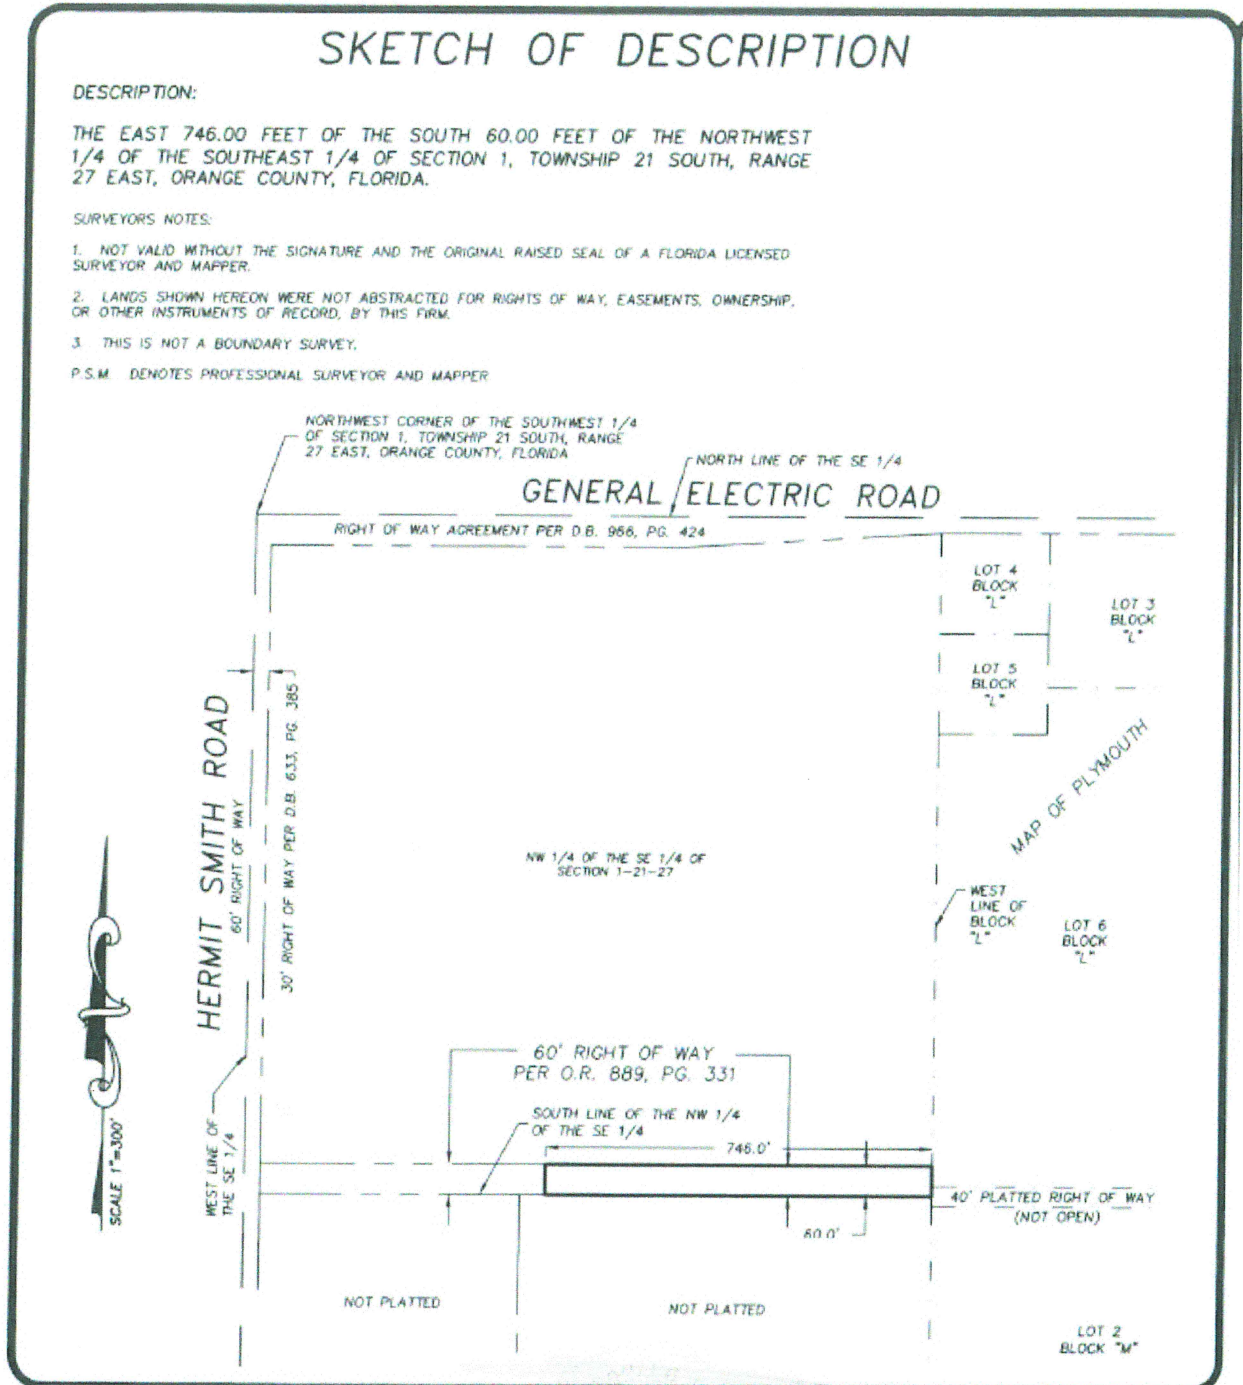 SKETCH OF DESCRIPTION
DESCRIPTION:
THE EAST 746.00 FEET OF THE SOUTH 60.00 FEET OF THE NORTHWEST
1/4 OF THE SOUTHEAST 1/4 OF SECTION 1, TOWNSHIP 21 SOUTH, RANGE
27 EAST, ORANGE COUNTY, FLORIDA.
SURVEYORS NOTES:
1. NOT VALID WITHOUT THE SIGNATURE AND THE ORIGINAL RAISED SEAL OF A FLORIDA LICENSED
SURVEYOR AND MAPPER.
2. LANDS SHOWN HEREON WERE NOT ABSTRACTED FOR RIGHTS OF WAY, EASEMENTS, OWNERSHIP,
OR OTHER INSTRUMENTS OF RECORD, BY THIS FIRM.
3 THIS IS NOT A BOUNDARY SURVEY.
P.S.M. DENOTES PROFESSIONAL SURVEYOR AND MAPPER
NORTHWEST CORNER OF THE SOUTHWEST 1/4
OF SECTION 1, TOWNSHIP 21 SOUTH, RANGE
27 EAST, ORANGE COUNTY, FLORIDA
NORTH LINE OF THE SE 1/4
GENERAL ELECTRIC ROAD
RIGHT OF WAY AGREEMENT PER D.B. 966, PG. 424
LOT 4
BLOCK
"L"
LOT 3
BLOCK
"L"
LOT 5
BLOCK
"L"
HERMIT SMITH ROAD
60' RIGHT OF WAY
30' RIGHT OF WAY PER D.B. 633, PG. 385
MAP OF PLYMOUTH
NW 1/4 OF THE SE 1/4 OF
SECTION 1-21-27
WEST
LINE OF
BLOCK
"L"
LOT 6
BLOCK
"L"
60' RIGHT OF WAY
PER O.R. 889, PG. 331
SOUTH LINE OF THE NW 1/4
OF THE SE 1/4
746.0'
WEST LINE OF
THE SE 1/4
SCALE 1"=300'
40' PLATTED RIGHT OF WAY
(NOT OPEN)
60.0'
NOT PLATTED
NOT PLATTED
LOT 2
BLOCK "M"